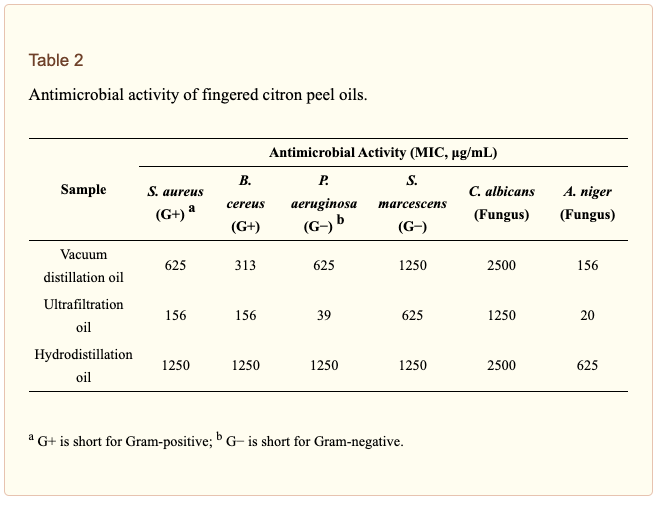 Table 2
Antimicrobial activity of fingered citron peel oils.
Antimicrobial Activity (MIC, μg/mL)
Sample S. aureus (G+) a B. cereus (G+) P. aeruginosa (G−) b S. marcescens (G−) C. albicans (Fungus) A. niger (Fungus)
Vacuum distillation oil 625 313 625 1250 2500 156
Ultrafiltration oil 156 156 39 625 1250 20
Hydrodistillation oil 1250 1250 1250 1250 2500 625
a G+ is short for Gram-positive; b G− is short for Gram-negative.